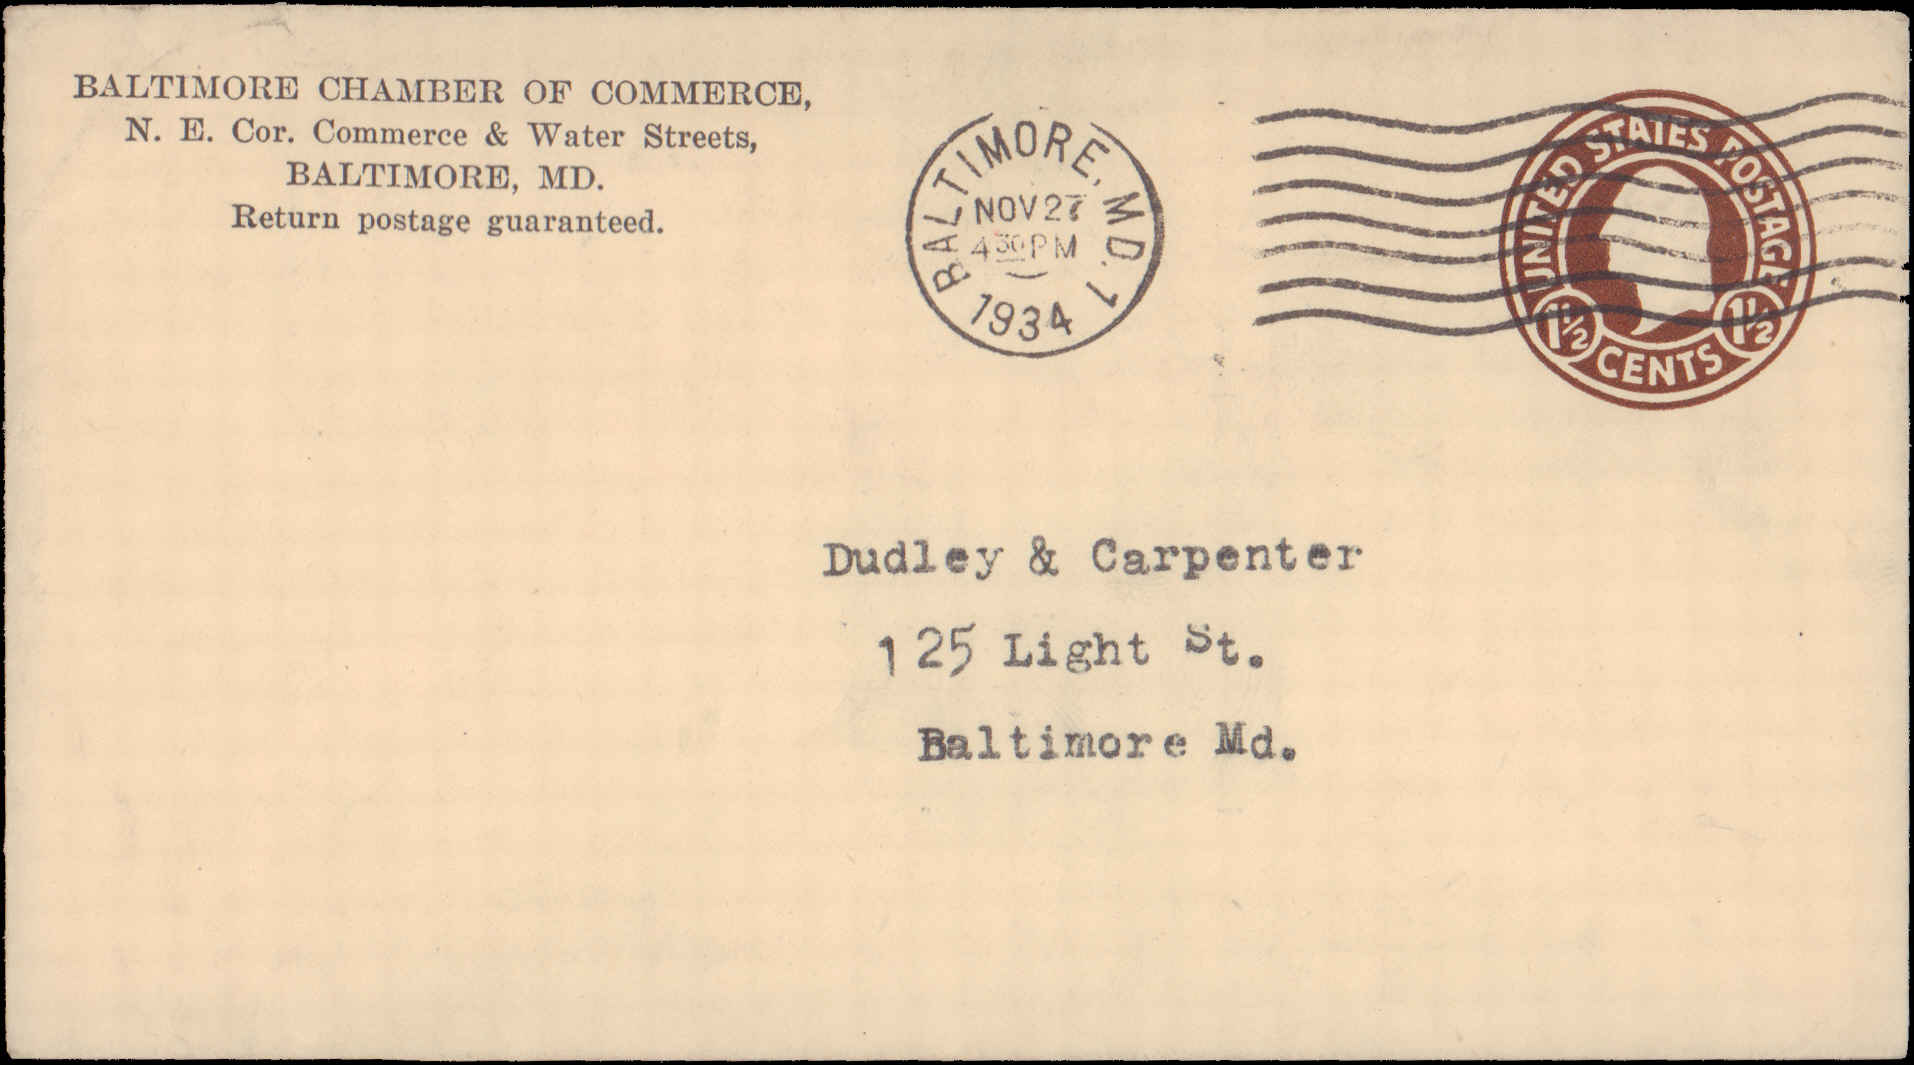 BALTIMORE CHAMBER OF COMMERCE,
N. E. Cor. Commerce & Water Streets,
BALTIMORE, MD.
Return postage guaranteed.
BALTIMORE, MD. 1
NOV 27
4 30 PM
1934
UNITED STATES POSTAGE
1½ 1½
CENTS
Dudley & Carpenter
125 Light St.
Baltimore Md.